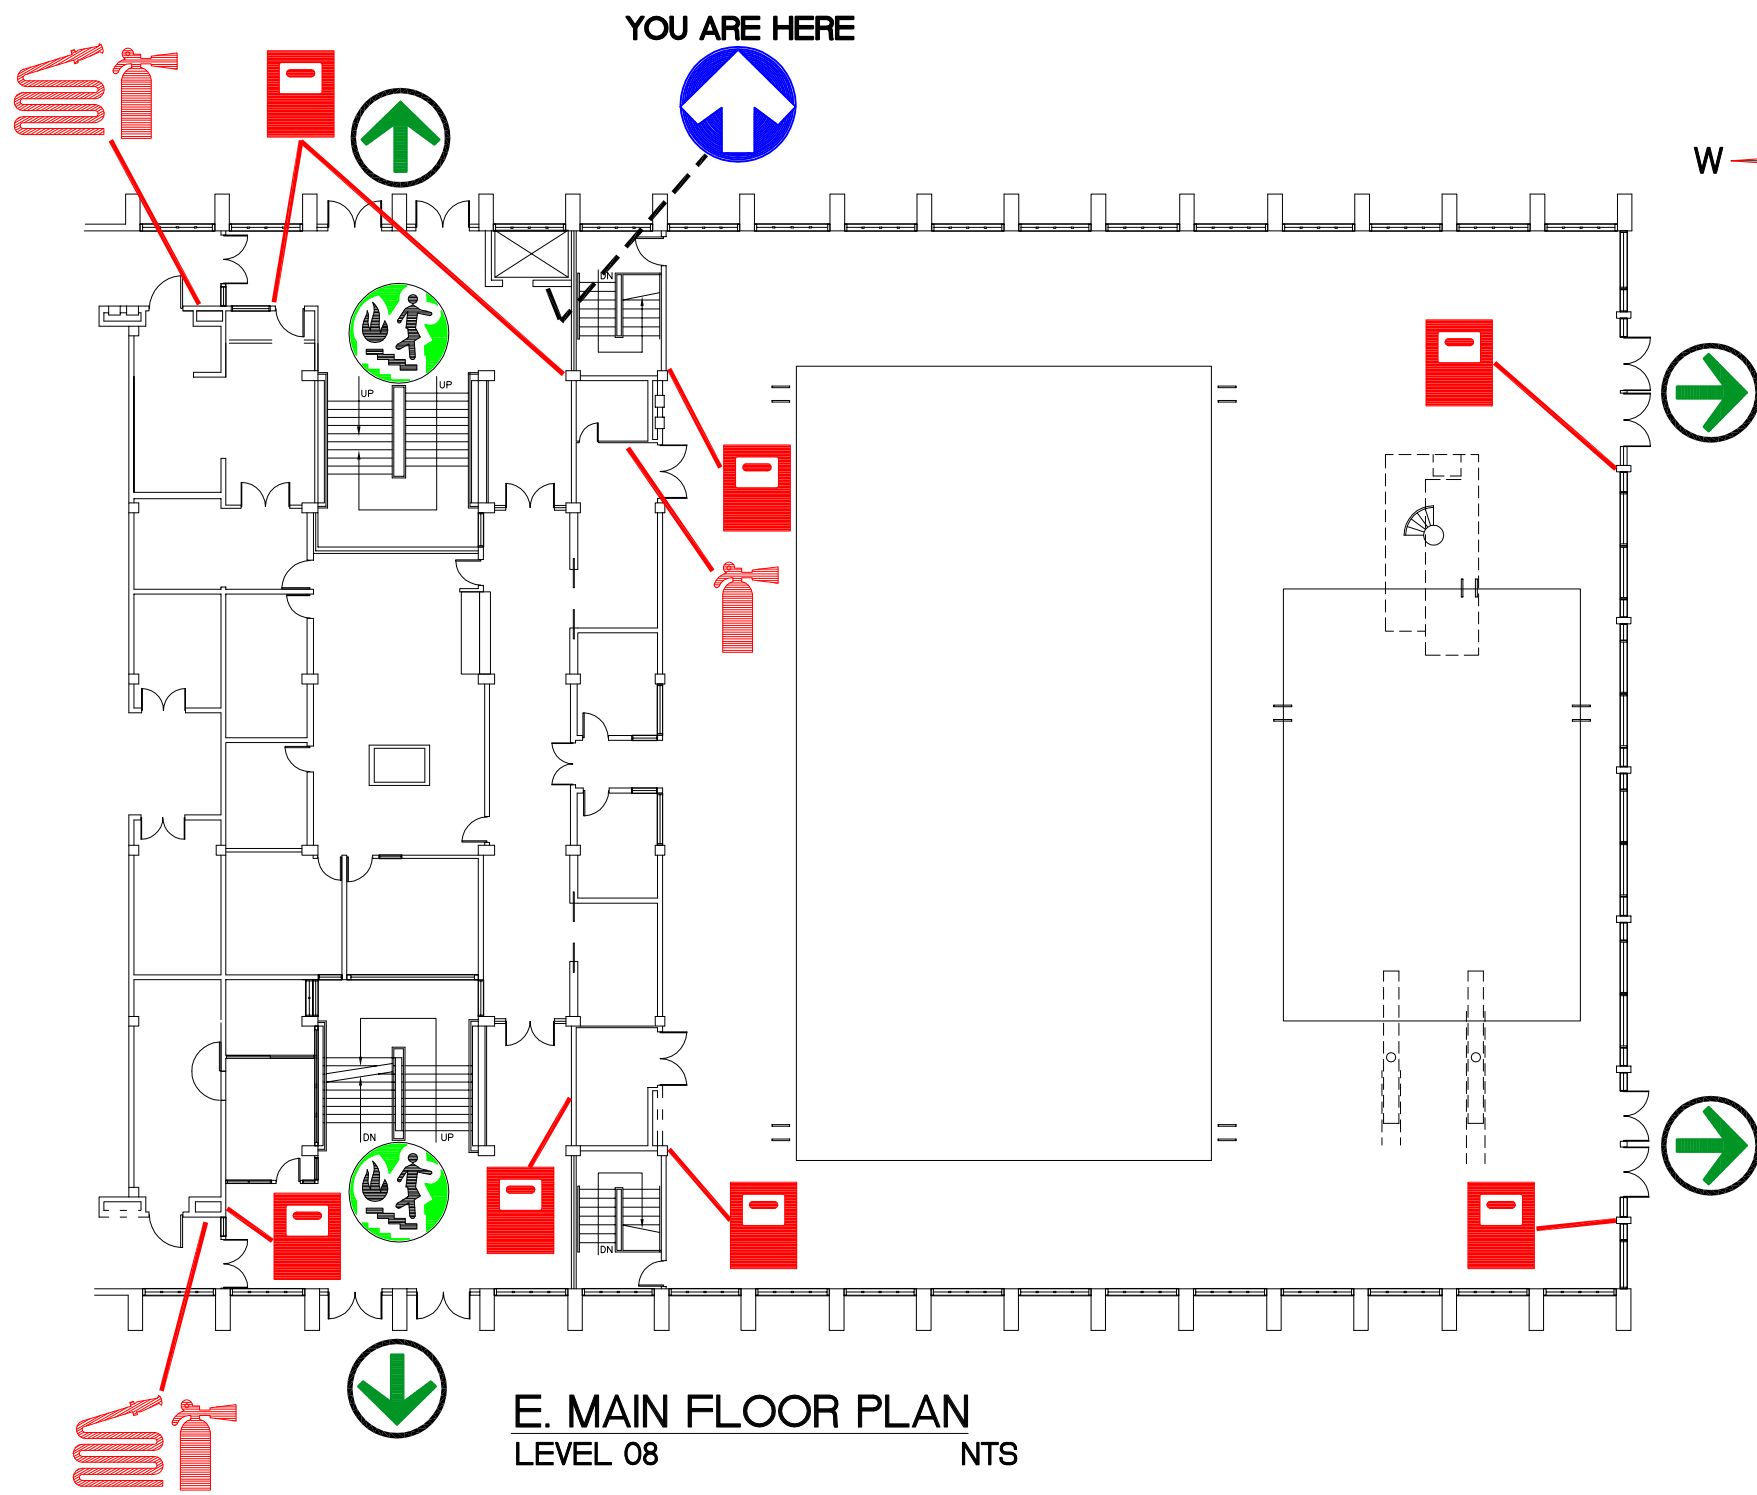 YOU ARE HERE
W
DN
UP
UP
DN
UP
DN
E. MAIN FLOOR PLAN
LEVEL 08 NTS